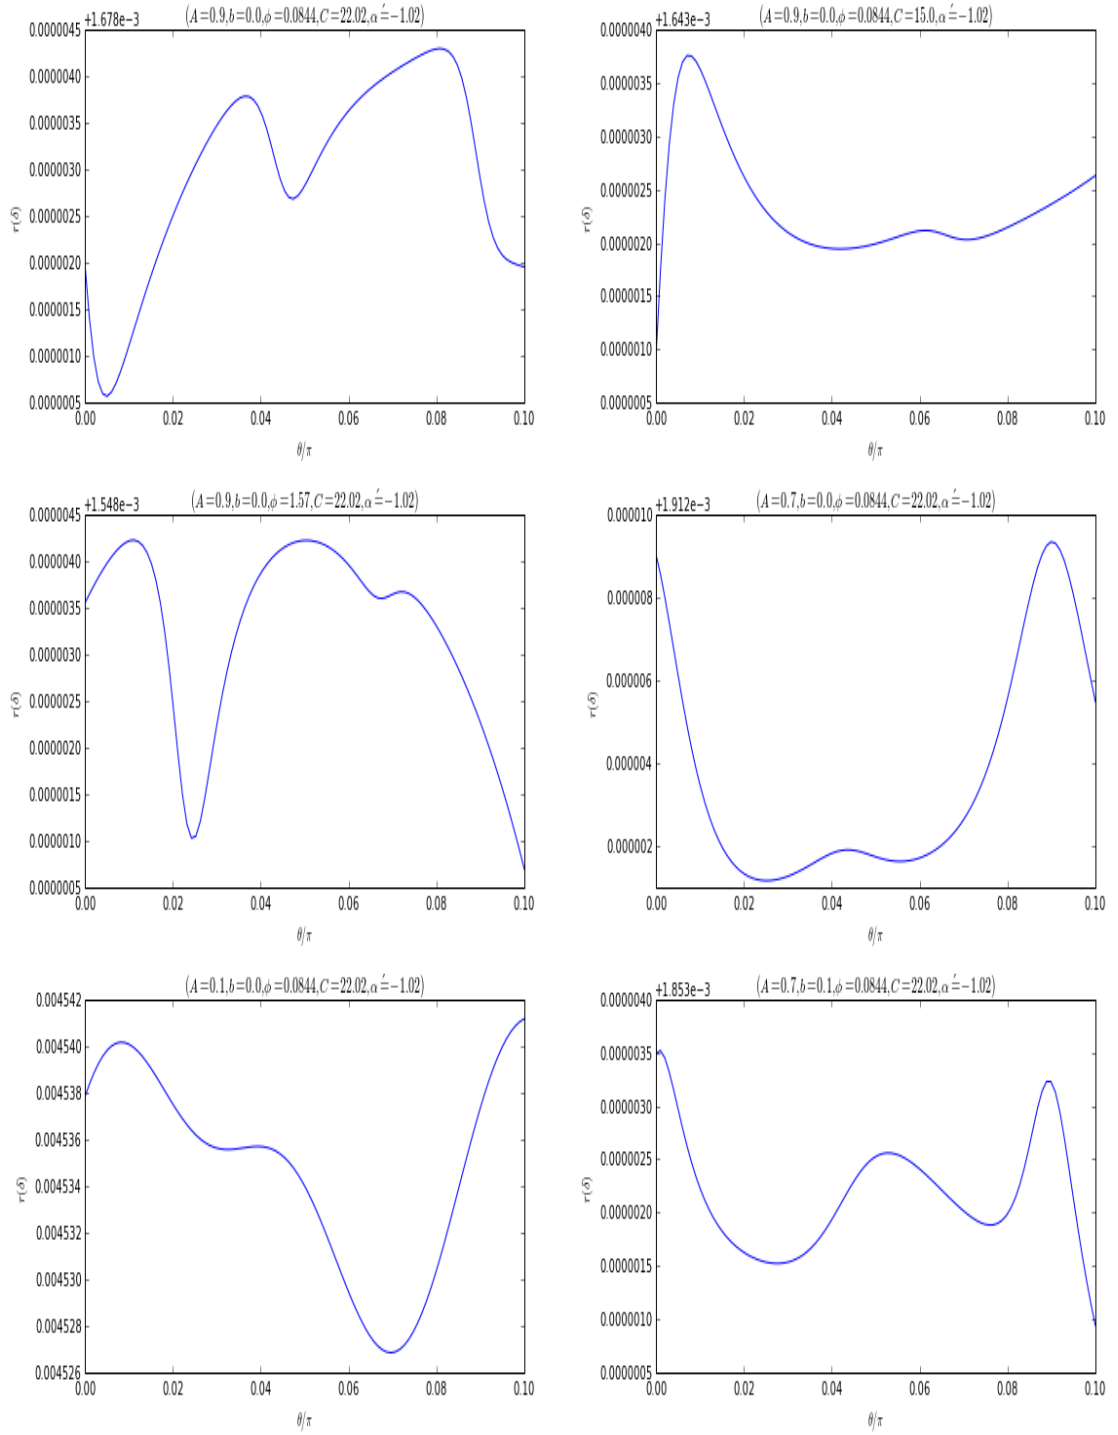 +1.678e−3 (A=0.9,b=0.0,ϕ=0.0844,C=22.02,α′=−1.02)
0.0000045
0.0000040
0.0000035
0.0000030
0.0000025
0.0000020
0.0000015
0.0000010
0.0000005
r(δ)
0.00 0.02 0.04 0.06 0.08 0.10
θ/π
+1.643e−3 (A=0.9,b=0.0,ϕ=0.0844,C=15.0,α′=−1.02)
0.0000040
0.0000035
0.0000030
0.0000025
0.0000020
0.0000015
0.0000010
0.0000005
r(δ)
0.00 0.02 0.04 0.06 0.08 0.10
θ/π
+1.548e−3 (A=0.9,b=0.0,ϕ=1.57,C=22.02,α′=−1.02)
0.0000045
0.0000040
0.0000035
0.0000030
0.0000025
0.0000020
0.0000015
0.0000010
0.0000005
r(δ)
0.00 0.02 0.04 0.06 0.08 0.10
θ/π
+1.912e−3 (A=0.7,b=0.0,ϕ=0.0844,C=22.02,α′=−1.02)
0.000010
0.000008
0.000006
0.000004
0.000002
r(δ)
0.00 0.02 0.04 0.06 0.08 0.10
θ/π
(A=0.1,b=0.0,ϕ=0.0844,C=22.02,α′=−1.02)
0.004542
0.004540
0.004538
0.004536
0.004534
0.004532
0.004530
0.004528
0.004526
r(δ)
0.00 0.02 0.04 0.06 0.08 0.10
θ/π
+1.853e−3 (A=0.7,b=0.1,ϕ=0.0844,C=22.02,α′=−1.02)
0.0000040
0.0000035
0.0000030
0.0000025
0.0000020
0.0000015
0.0000010
0.0000005
r(δ)
0.00 0.02 0.04 0.06 0.08 0.10
θ/π